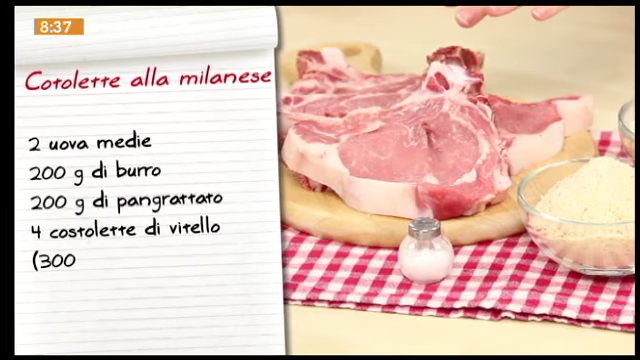 8:37
Cotolette alla milanese
2 uova medie
200 g di burro
200 g di pangrattato
4 costolette di vitello
(300